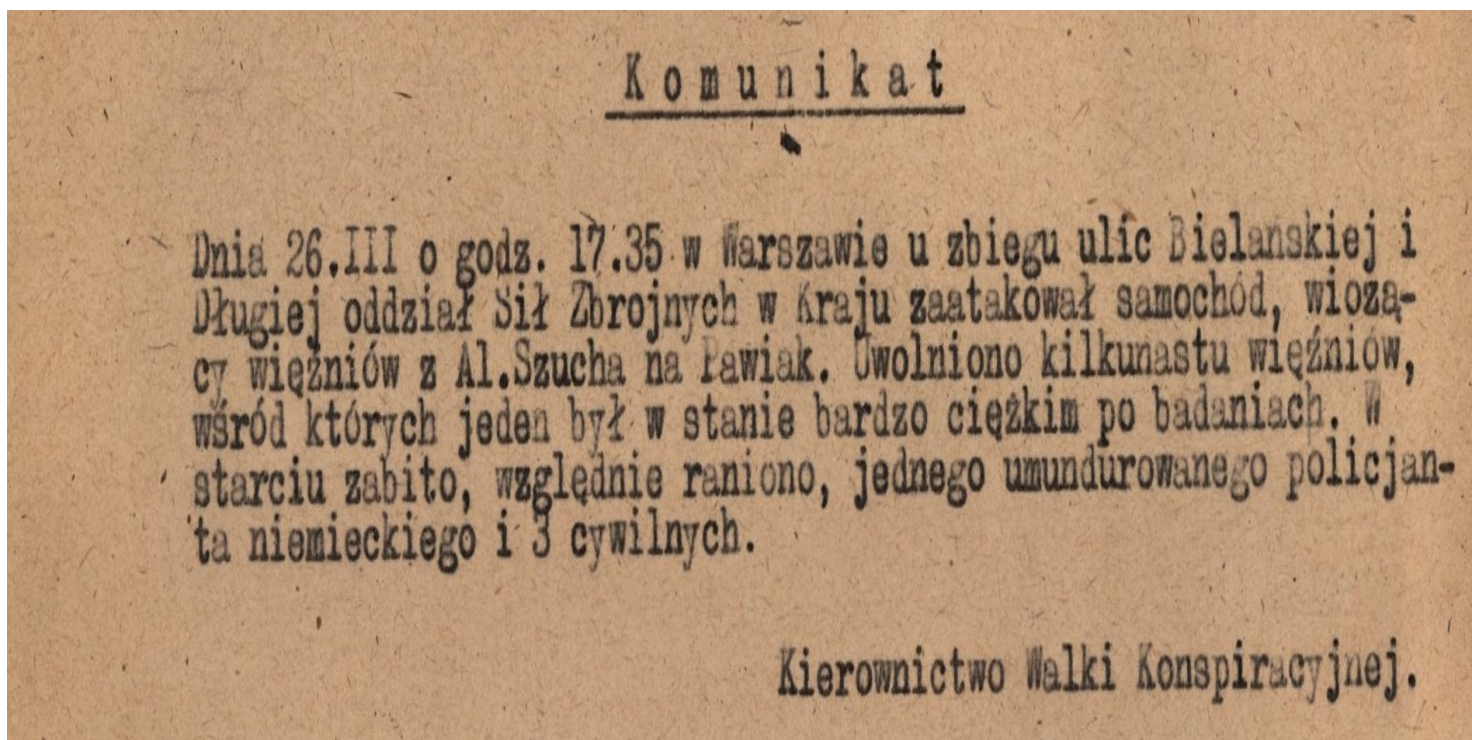 Komunikat
Dnia 26.III o godz. 17.35 w Warszawie u zbiegu ulic Bielańskiej i
Długiej oddział Sił Zbrojnych w Kraju zaatakował samochód, wiozą-
cy więźniów z Al.Szucha na Pawiak. Uwolniono kilkunastu więźniów,
wśród których jeden był w stanie bardzo ciężkim po badaniach. W
starciu zabito, względnie raniono, jednego umundurowanego policjan-
ta niemieckiego i 3 cywilnych.
Kierownictwo Walki Konspiracyjnej.